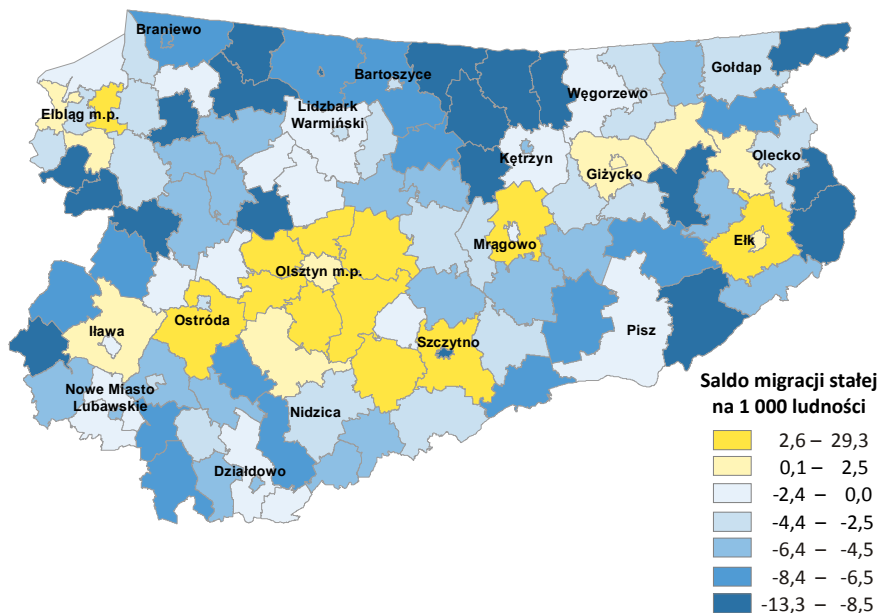 Braniewo
Bartoszyce
Gołdap
Węgorzewo
Elbląg m.p.
Lidzbark
Warmiński
Kętrzyn
Olecko
Giżycko
Mrągowo
Ełk
Olsztyn m.p.
Ostróda
Iława
Szczytno
Pisz
Nowe Miasto
Lubawskie
Nidzica
Działdowo
Saldo migracji stałej
na 1 000 ludności
2,6 – 29,3
0,1 – 2,5
-2,4 – 0,0
-4,4 – -2,5
-6,4 – -4,5
-8,4 – -6,5
-13,3 – -8,5